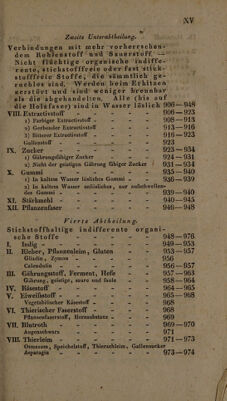 XV
Zweite Unterabtheilung.
Verbindungen mit mehr vorherrschen-
dem Kohlenstoff und Sauerstoff.
Nicht flüchtige organische indiffe-
rente, stickstofffreie oder fast stick-
stofffreie Stoffe, die sämmtlich ge-
ruchlos sind. Werden beim Erhitzen
zerstört und sind weniger brennbar
als die abgehandelten. Alle (bis auf
die Holzfaser) sind in Wasser löslich 906—948
VIII. Extractivstoff 908—923
1) Farbiger Extractivstoff 908—913
2) Gerbender Extractivstoff 913—916
3) Bitterer Extractivstoff 916—923
Gallenstoff 923
IX. Zucker 923—934
1) Gährungsfähiger Zucker 924—931
2) Nicht der geistigen Gährung fähiger Zucker 931—934
X. Gummi 935—940
1) In kaltem Wasser lösliches Gummi 936—939
2) In kaltem Wasser unlöslicher, nur aufschwellen-
des Gummi 939—940
XI. Stärkmehl 940—945
XII. Pflanzenfaser 946—948
Vierte Abtheilung.
Stickstoffhaltige indifferente organi-
sche Stoffe 948—976
I. Indig 949—953
II. Kleber, Pflanzenleim, Gluten 953—957
Gliadin, Zymom 956
Calendulin 957
III. Gährungsstoff, Ferment, Hefe 957—963
Gährung, geistige, saure und faule 958
IV. Käsestoff 964—965
V. Eiweißstoff 965—968
Vegetabilischer Käsestoff 968
VI. Thierischer Faserstoff 968
Pflanzenfaserstoff, Hornsubstanz 969
VII. Blutroth 969—970
Augenschwarz 971
VIII. Thierleim 971—973
Osmazom, Speichelstoff, Thierschleim, Gallenzucker
Asparagin 973—974